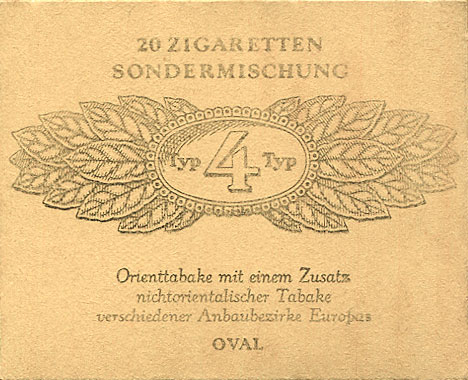 20 ZIGARETTEN
SONDERMISCHUNG
Typ 4 Typ
Orienttabake mit einem Zusatz
nichtorientalischer Tabake
verschiedener Anbaubezirke Europas
OVAL